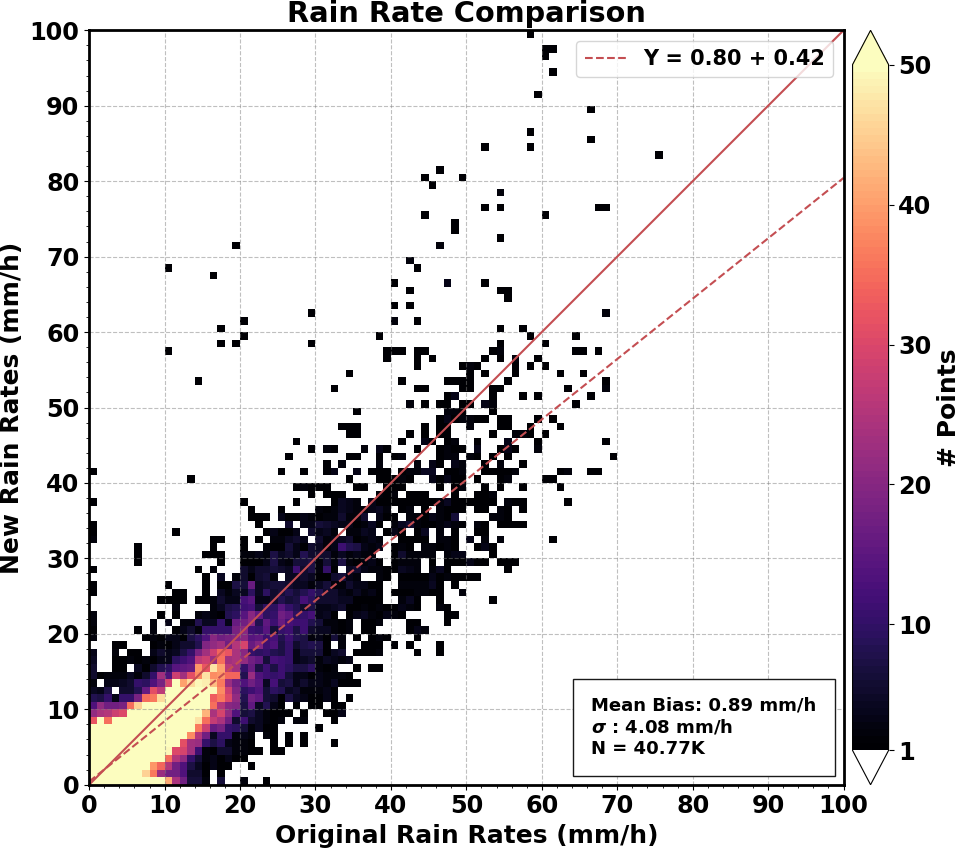 Rain Rate Comparison
100
90
80
70
60
50
40
30
20
10
0
New Rain Rates (mm/h)
Y = 0.80 + 0.42
Mean Bias: 0.89 mm/h
σ : 4.08 mm/h
N = 40.77K
0 10 20 30 40 50 60 70 80 90 100
Original Rain Rates (mm/h)
50
40
30
20
10
1
# Points